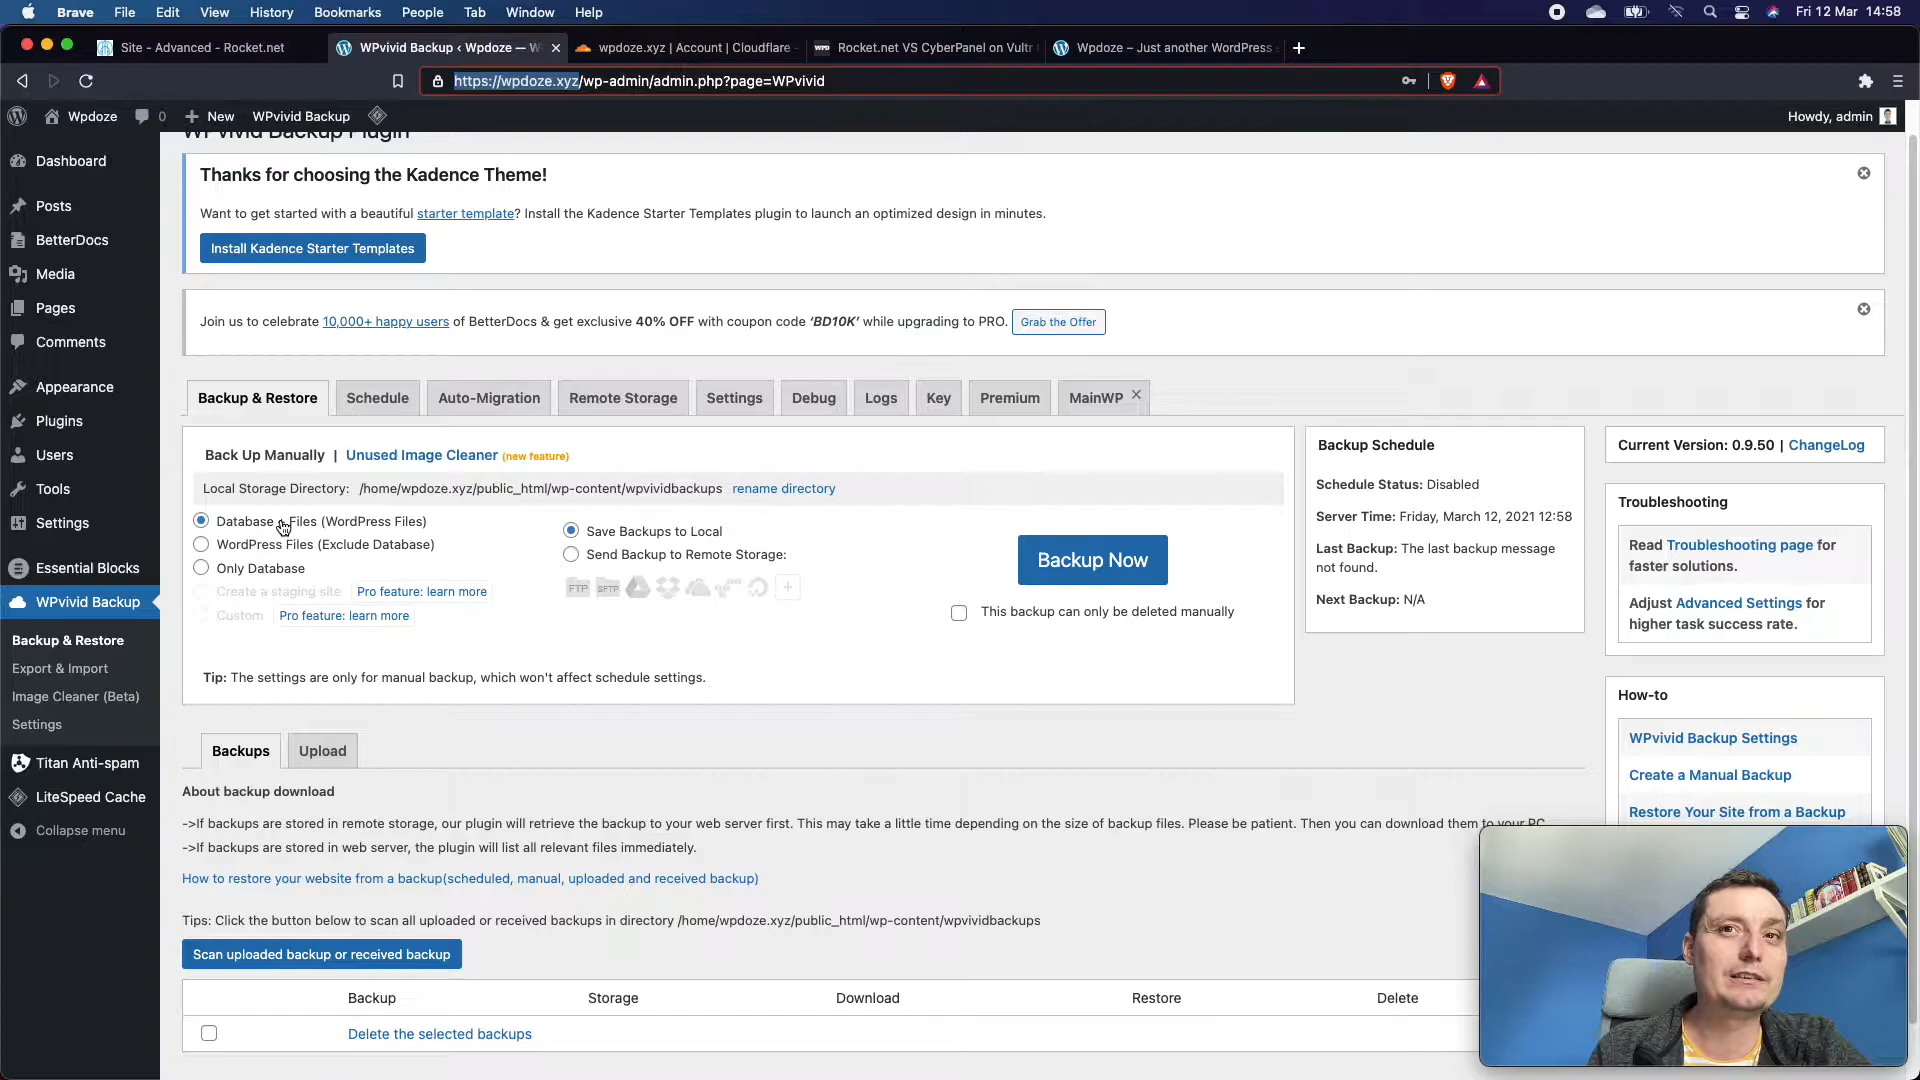 Brave File Edit View History Bookmarks People Tab Window Help Fri 12 Mar 14:58
Site - Advanced - Rocket.net WPvivid Backup ‹ Wpdoze — W wpdoze.xyz | Account | Cloudflare - WPD Rocket.net VS CyberPanel on Vultr Wpdoze – Just another WordPress
https://wpdoze.xyz/wp-admin/admin.php?page=WPvivid
Wpdoze 0 New WPvivid Backup Howdy, admin
WPvivid Backup Plugin
Dashboard
Posts
BetterDocs
Media
Pages
Comments
Appearance
Plugins
Users
Tools
Settings
Essential Blocks
WPvivid Backup
Backup & Restore
Export & Import
Image Cleaner (Beta)
Settings
Titan Anti-spam
LiteSpeed Cache
Collapse menu
Thanks for choosing the Kadence Theme!
Want to get started with a beautiful starter template? Install the Kadence Starter Templates plugin to launch an optimized design in minutes.
Install Kadence Starter Templates
Join us to celebrate 10,000+ happy users of BetterDocs & get exclusive 40% OFF with coupon code ‘BD10K’ while upgrading to PRO. Grab the Offer
Backup & Restore Schedule Auto-Migration Remote Storage Settings Debug Logs Key Premium MainWP
Back Up Manually | Unused Image Cleaner (new feature)
Local Storage Directory: /home/wpdoze.xyz/public_html/wp-content/wpvividbackups rename directory
Database + Files (WordPress Files)
WordPress Files (Exclude Database)
Only Database
Create a staging site Pro feature: learn more
Custom Pro feature: learn more
Save Backups to Local
Send Backup to Remote Storage:
FTP SFTP
Backup Now
This backup can only be deleted manually
Tip: The settings are only for manual backup, which won't affect schedule settings.
Backup Schedule
Schedule Status: Disabled
Server Time: Friday, March 12, 2021 12:58
Last Backup: The last backup message
not found.
Next Backup: N/A
Current Version: 0.9.50 | ChangeLog
Troubleshooting
Read Troubleshooting page for
faster solutions.
Adjust Advanced Settings for
higher task success rate.
How-to
WPvivid Backup Settings
Create a Manual Backup
Restore Your Site from a Backup
Backups Upload
About backup download
->If backups are stored in remote storage, our plugin will retrieve the backup to your web server first. This may take a little time depending on the size of backup files. Please be patient. Then you can download them to your PC.
->If backups are stored in web server, the plugin will list all relevant files immediately.
How to restore your website from a backup(scheduled, manual, uploaded and received backup)
Tips: Click the button below to scan all uploaded or received backups in directory /home/wpdoze.xyz/public_html/wp-content/wpvividbackups
Scan uploaded backup or received backup
Backup Storage Download Restore Delete
Delete the selected backups